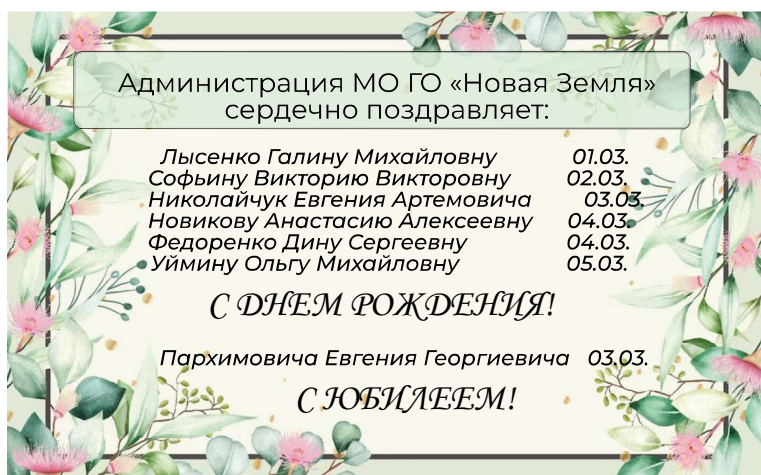 Администрация МО ГО «Новая Земля»
сердечно поздравляет:
Лысенко Галину Михайловну 01.03.
Софьину Викторию Викторовну 02.03.
Николайчук Евгения Артемовича 03.03.
Новикову Анастасию Алексеевну 04.03.
Федоренко Дину Сергеевну 04.03.
Уймину Ольгу Михайловну 05.03.
С ДНЕМ РОЖДЕНИЯ!
Пархимовича Евгения Георгиевича 03.03.
С ЮБИЛЕЕМ!